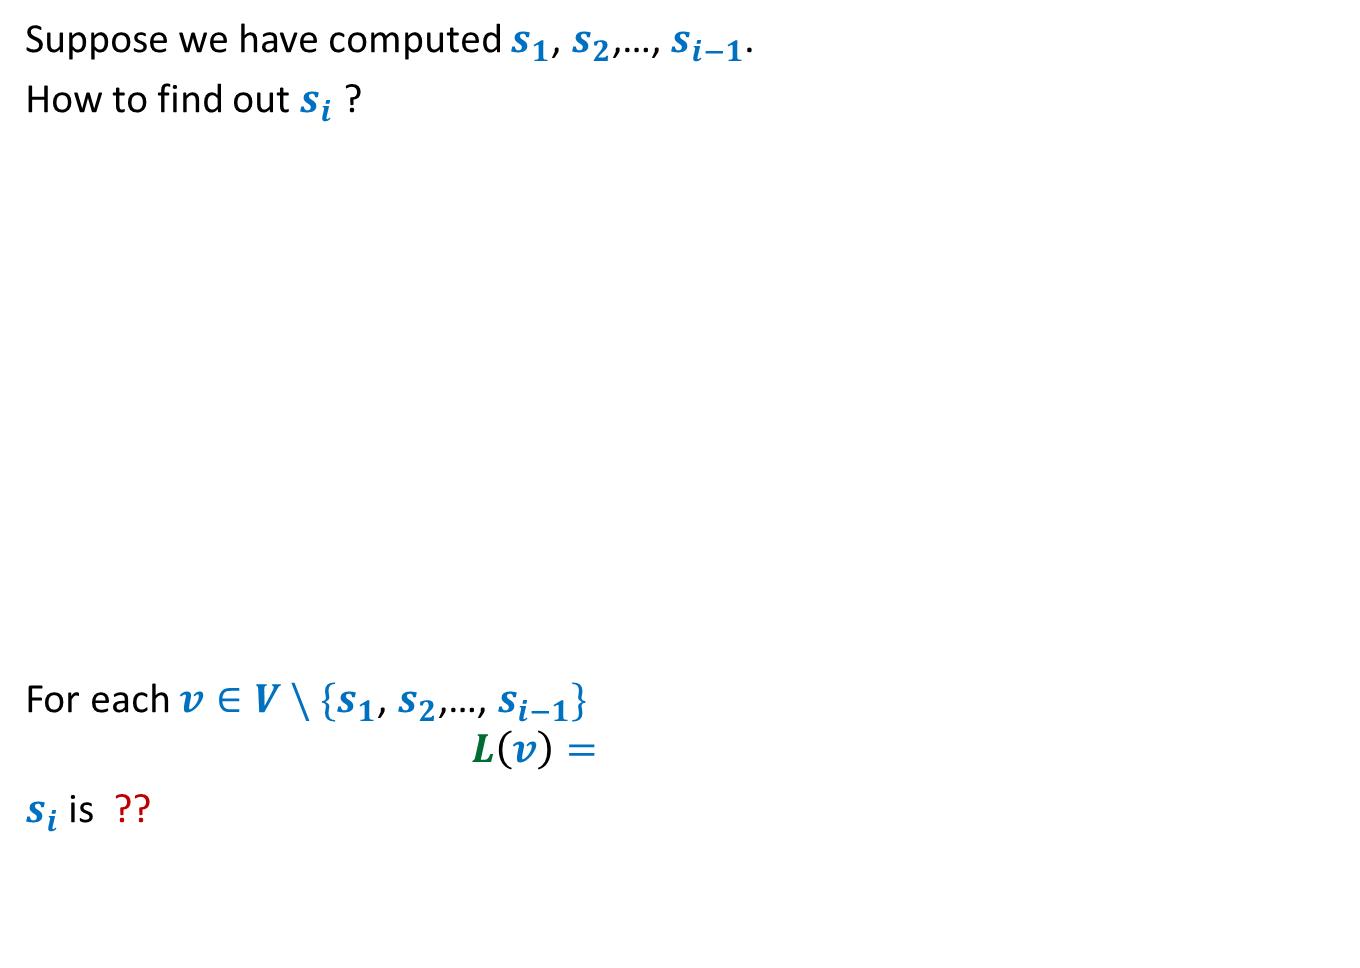 Suppose we have computed 𝒔₁, 𝒔₂,…, 𝒔ᵢ₋₁.
How to find out 𝒔ᵢ ?
For each 𝒗 ∈ 𝑽 \ {𝒔₁, 𝒔₂,…, 𝒔ᵢ₋₁}
𝑳(𝒗) =
𝒔ᵢ is ??